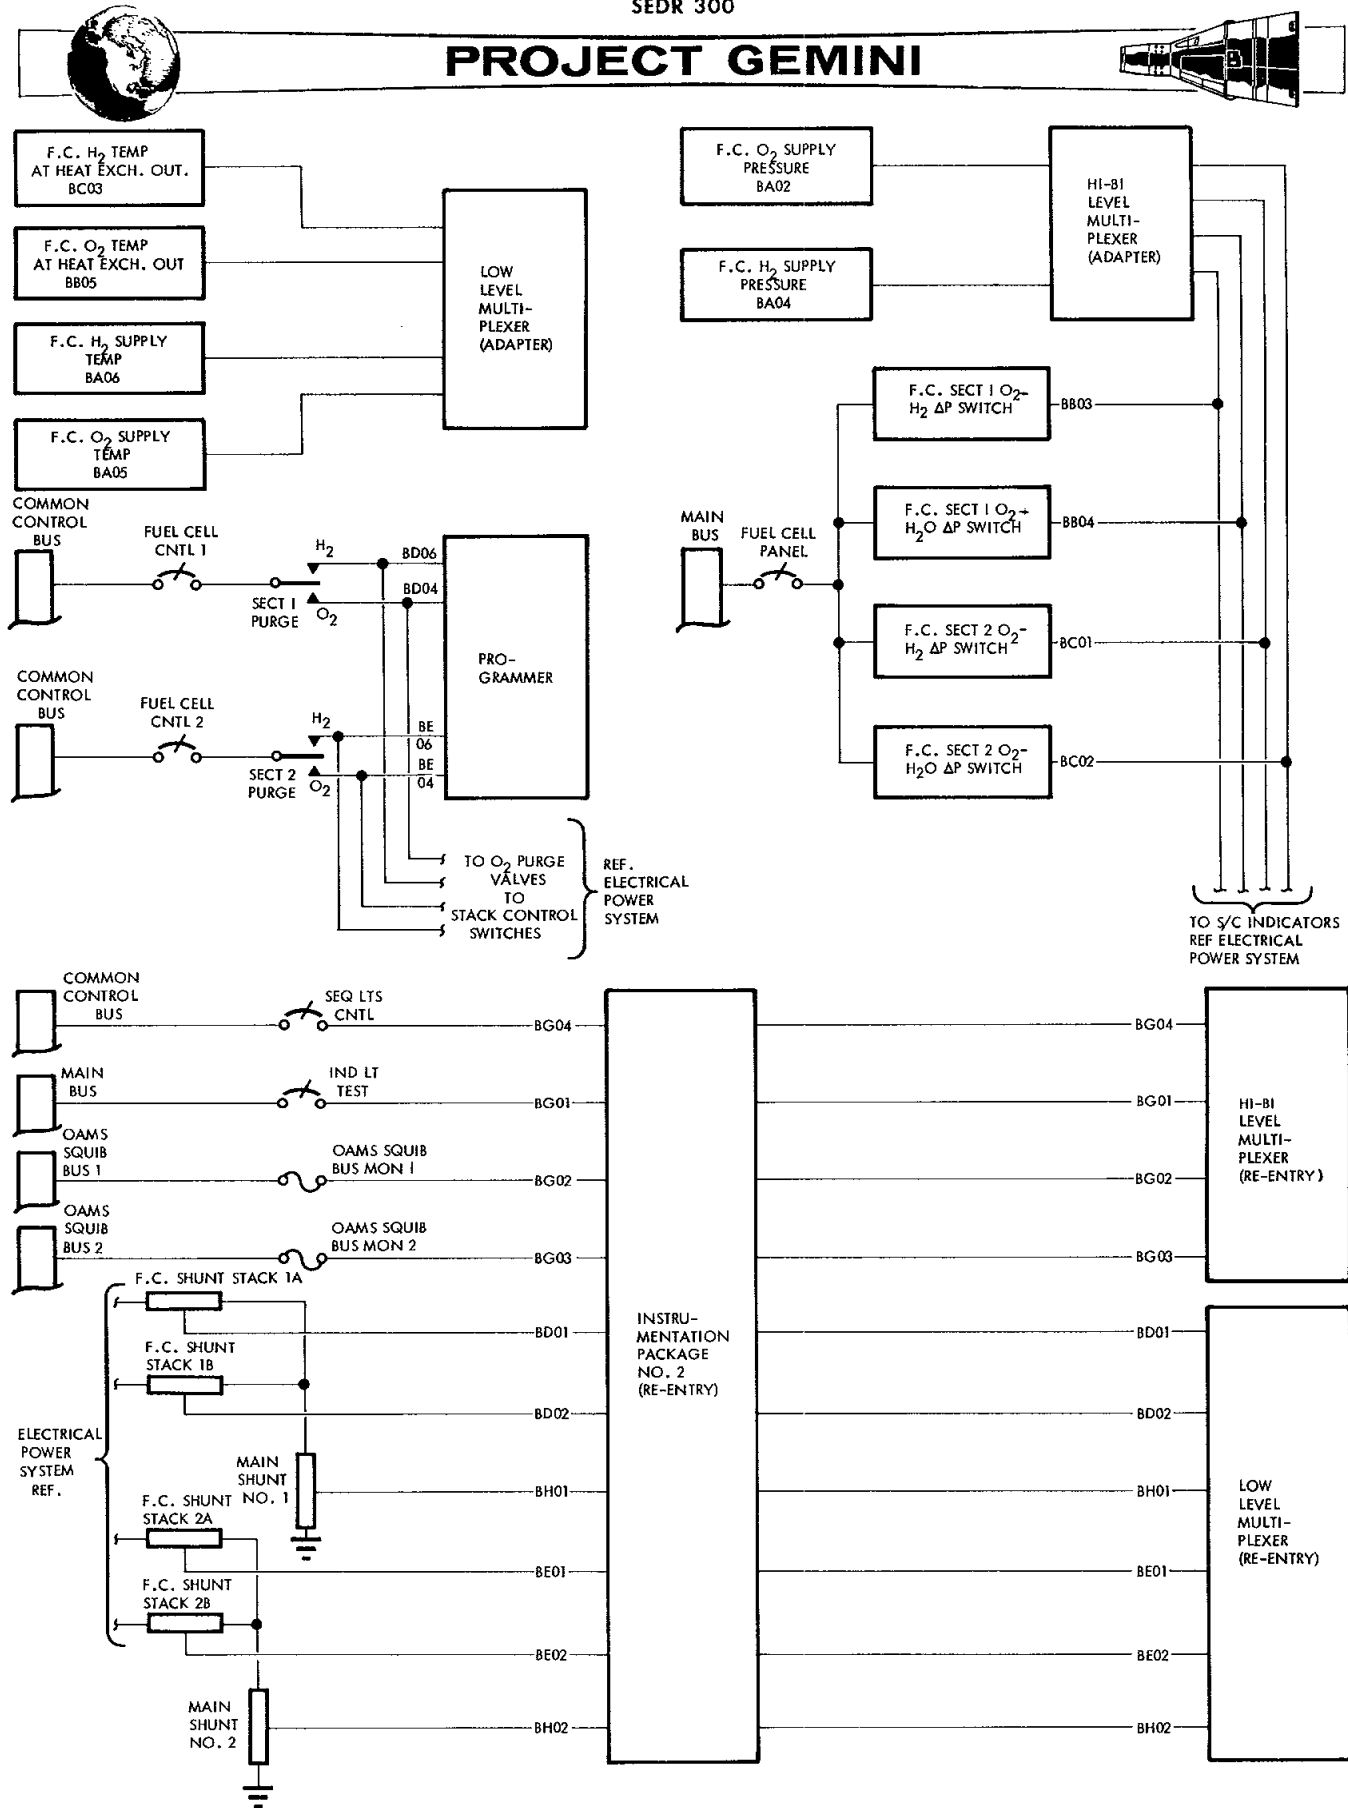 SEDR 300
PROJECT GEMINI
F.C. H2 TEMP
AT HEAT EXCH. OUT.
BC03
F.C. O2 TEMP
AT HEAT EXCH. OUT
BB05
F.C. H2 SUPPLY
TEMP
BA06
F.C. O2 SUPPLY
TEMP
BA05
LOW
LEVEL
MULTI-
PLEXER
(ADAPTER)
F.C. O2 SUPPLY
PRESSURE
BA02
F.C. H2 SUPPLY
PRESSURE
BA04
HI-BI
LEVEL
MULTI-
PLEXER
(ADAPTER)
F.C. SECT 1 O2-
H2 ΔP SWITCH
BB03
F.C. SECT 1 O2+
H2O ΔP SWITCH
BB04
F.C. SECT 2 O2-
H2 ΔP SWITCH
BC01
F.C. SECT 2 O2-
H2O ΔP SWITCH
BC02
MAIN
BUS
FUEL CELL
PANEL
TO S/C INDICATORS
REF ELECTRICAL
POWER SYSTEM
COMMON
CONTROL
BUS
FUEL CELL
CNTL 1
H2
SECT 1
PURGE
O2
BD06
BD04
COMMON
CONTROL
BUS
FUEL CELL
CNTL 2
H2
SECT 2
PURGE
O2
BE
06
BE
04
PRO-
GRAMMER
TO O2 PURGE
VALVES
TO
STACK CONTROL
SWITCHES
REF.
ELECTRICAL
POWER
SYSTEM
COMMON
CONTROL
BUS
SEQ LTS
CNTL
BG04
BG04
MAIN
BUS
IND LT
TEST
BG01
BG01
OAMS
SQUIB
BUS 1
OAMS SQUIB
BUS MON 1
BG02
BG02
OAMS
SQUIB
BUS 2
OAMS SQUIB
BUS MON 2
BG03
BG03
HI-BI
LEVEL
MULTI-
PLEXER
(RE-ENTRY)
F.C. SHUNT STACK 1A
BD01
BD01
F.C. SHUNT
STACK 1B
BD02
BD02
INSTRU-
MENTATION
PACKAGE
NO. 2
(RE-ENTRY)
ELECTRICAL
POWER
SYSTEM
REF.
MAIN
SHUNT
NO. 1
BH01
BH01
F.C. SHUNT
STACK 2A
BE01
BE01
F.C. SHUNT
STACK 2B
BE02
BE02
MAIN
SHUNT
NO. 2
BH02
BH02
LOW
LEVEL
MULTI-
PLEXER
(RE-ENTRY)